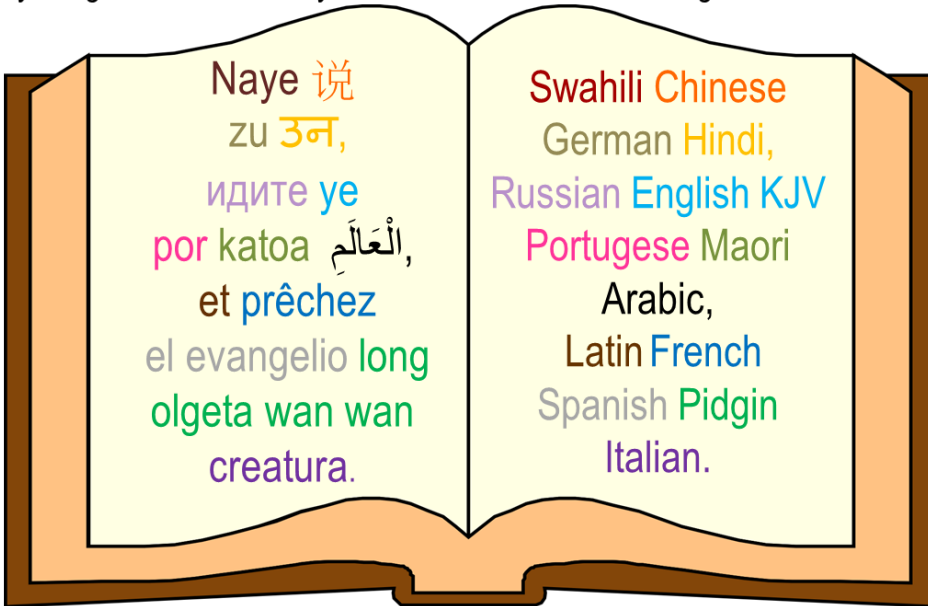 Naye 说
zu उन,
идите ye
por katoa الْعَالَمِ,
et prêchez
el evangelio long
olgeta wan wan
creatura.
Swahili Chinese
German Hindi,
Russian English KJV
Portugese Maori
Arabic,
Latin French
Spanish Pidgin
Italian.